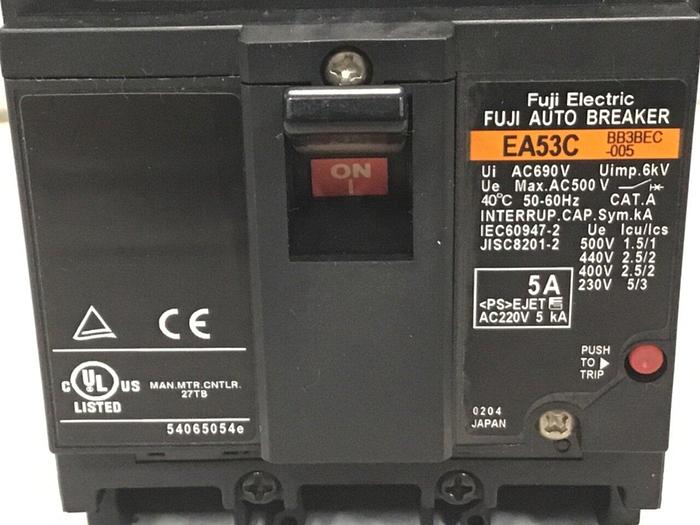 ON
I
Fuji Electric
FUJI AUTO BREAKER
EA53C BB3BEC
-005
Ui AC690V Uimp.6kV
Ue Max.AC500V
40°C 50-60Hz CAT.A
INTERRUP.CAP.Sym.kA
IEC60947-2 Ue Icu/Ics
JISC8201-2 500V 1.5/1
440V 2.5/2
400V 2.5/2
230V 5/3
5A
<PS>EJET
AC220V 5 kA
PUSH
TO
TRIP
0204
JAPAN
CE
C UL US
LISTED
MAN.MTR.CNTLR.
27TB
54065054e